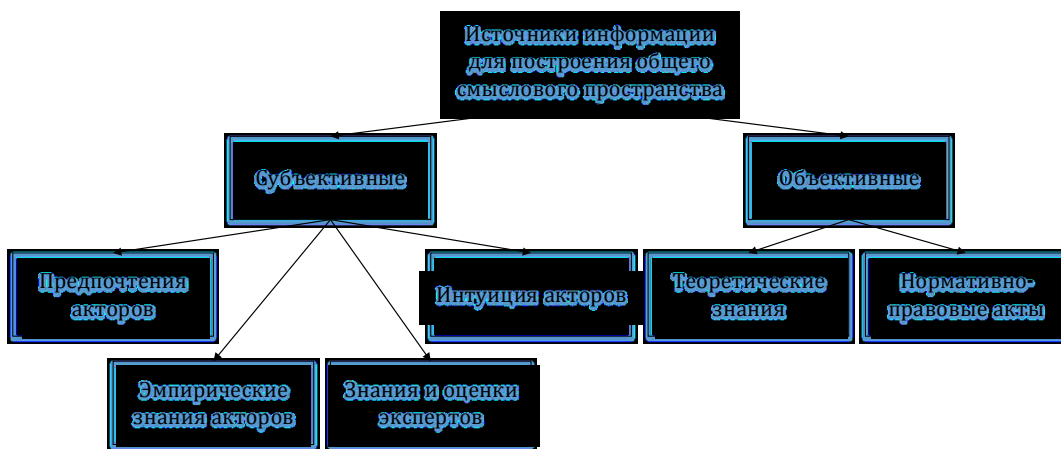 Источники информации
для построения общего
смыслового пространства
Субъективные
Объективные
Предпочтения
акторов
Интуиция акторов
Теоретические
знания
Нормативно-
правовые акты
Эмпирические
знания акторов
Знания и оценки
экспертов